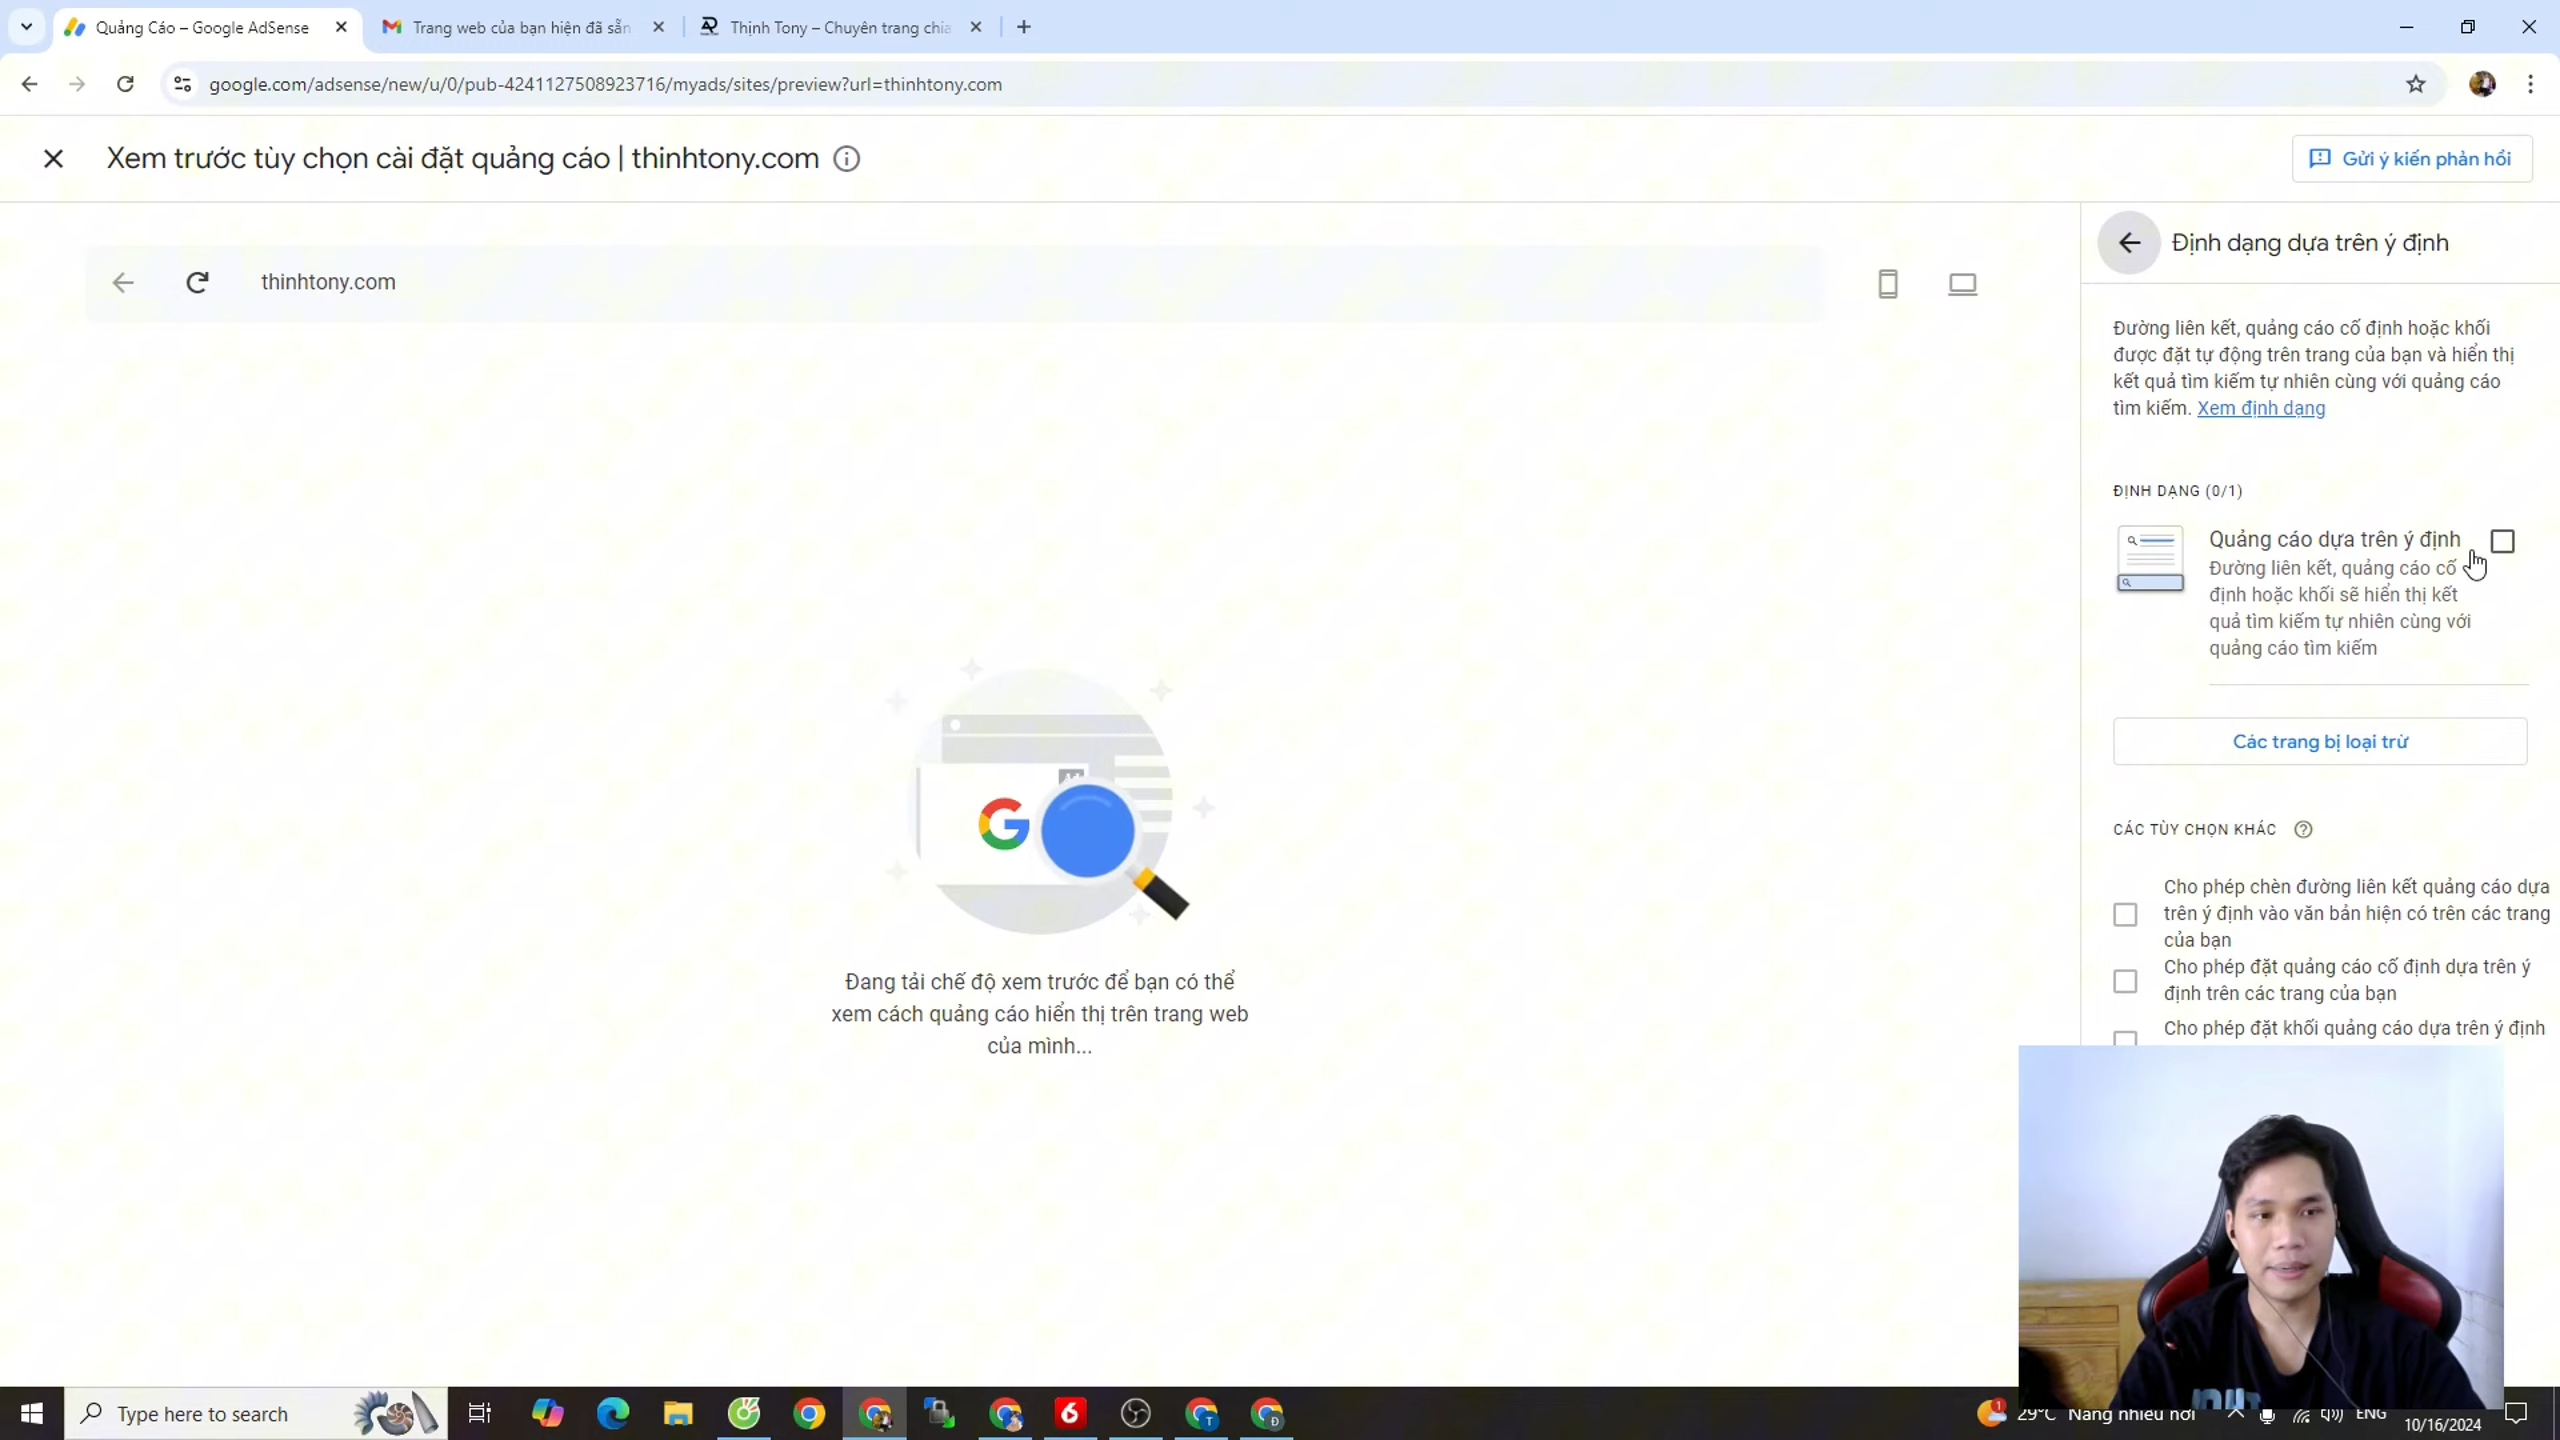 Quảng Cáo – Google AdSense
Trang web của bạn hiện đã sẵn
Thịnh Tony – Chuyên trang chia
google.com/adsense/new/u/0/pub-4241127508923716/myads/sites/preview?url=thinhtony.com
Xem trước tùy chọn cài đặt quảng cáo | thinhtony.com
Gửi ý kiến phản hồi
thinhtony.com
Định dạng dựa trên ý định
Đường liên kết, quảng cáo cố định hoặc khối
được đặt tự động trên trang của bạn và hiển thị
kết quả tìm kiếm tự nhiên cùng với quảng cáo
tìm kiếm. Xem định dạng
ĐỊNH DẠNG (0/1)
Quảng cáo dựa trên ý định
Đường liên kết, quảng cáo cố
định hoặc khối sẽ hiển thị kết
quả tìm kiếm tự nhiên cùng với
quảng cáo tìm kiếm
Các trang bị loại trừ
CÁC TÙY CHỌN KHÁC
Cho phép chèn đường liên kết quảng cáo dựa
trên ý định vào văn bản hiện có trên các trang
của bạn
Cho phép đặt quảng cáo cố định dựa trên ý
định trên các trang của bạn
Cho phép đặt khối quảng cáo dựa trên ý định
Đang tải chế độ xem trước để bạn có thể
xem cách quảng cáo hiển thị trên trang web
của mình...
Type here to search
29°C Nắng nhiều nơi
ENG
10/16/2024